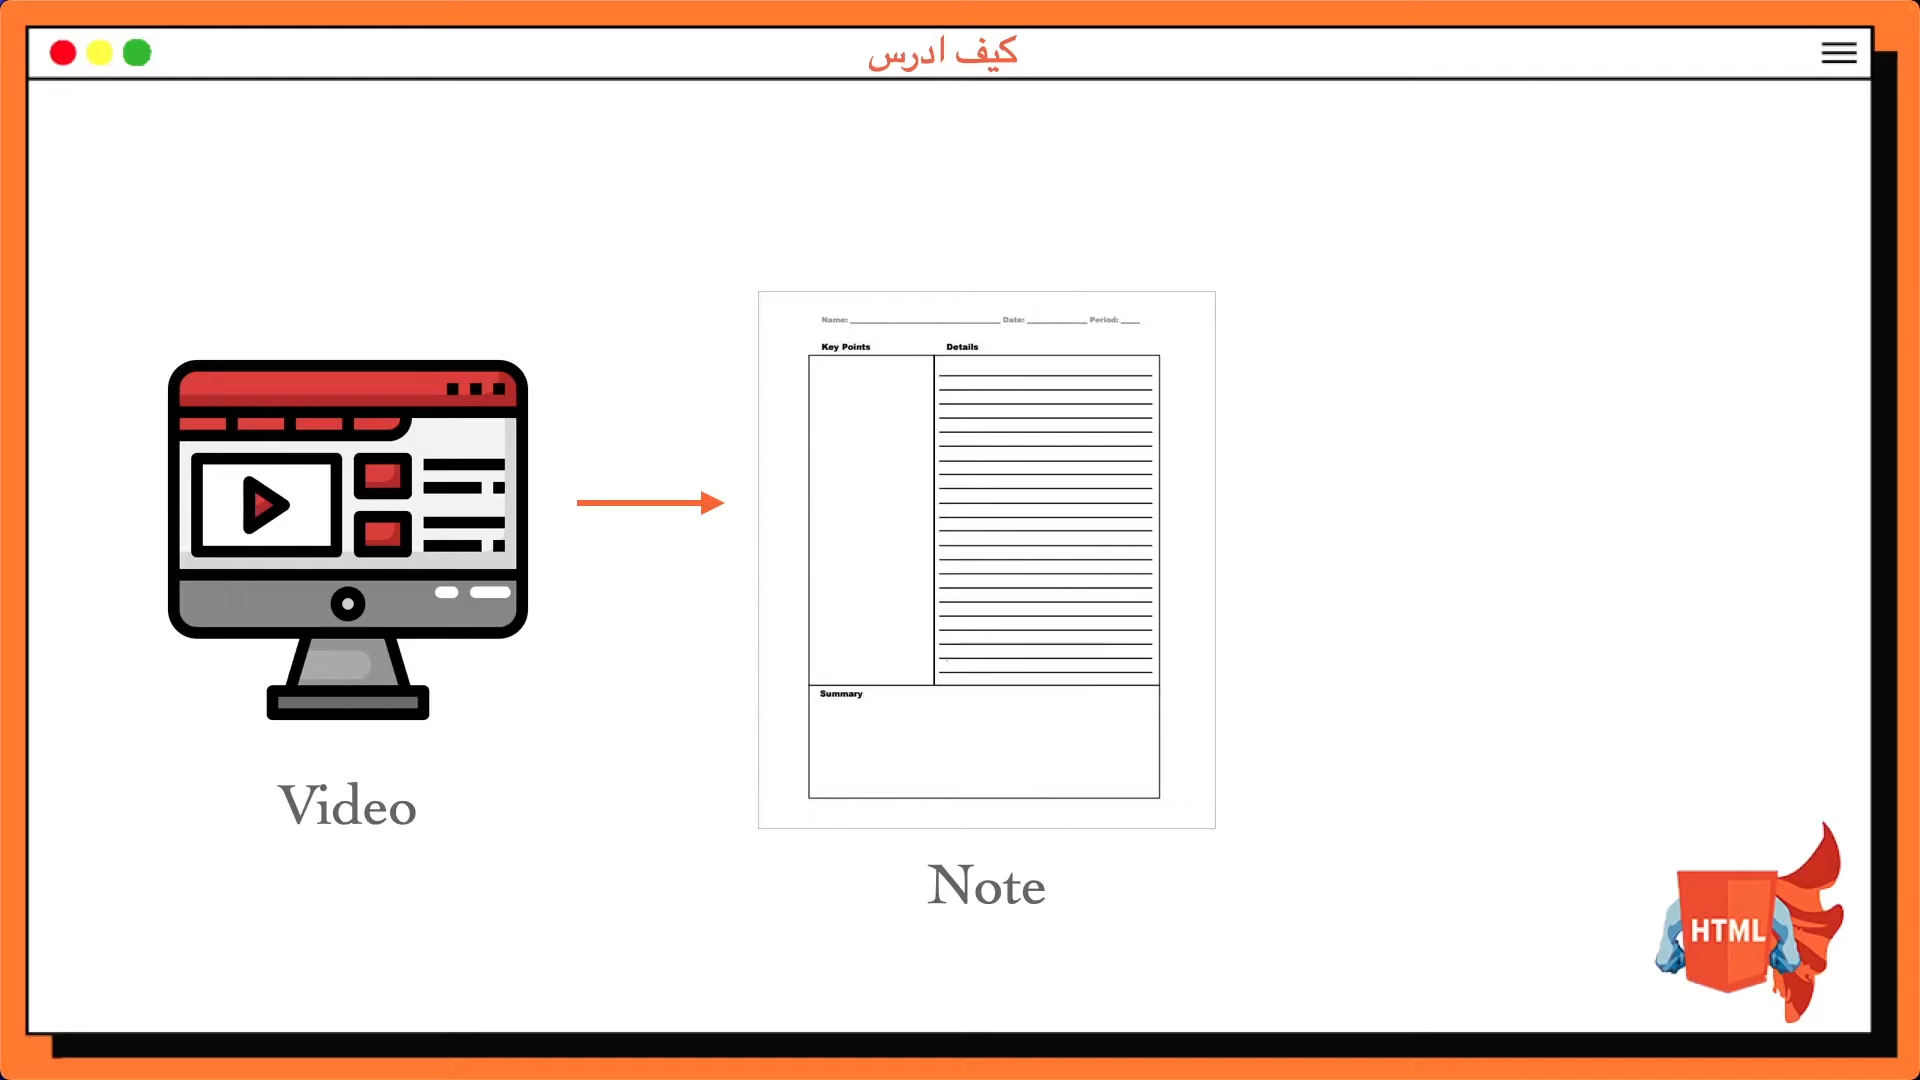 كيف ادرس
Name: Date: Period:
Key Points Details
Summary
Video
Note
HTML